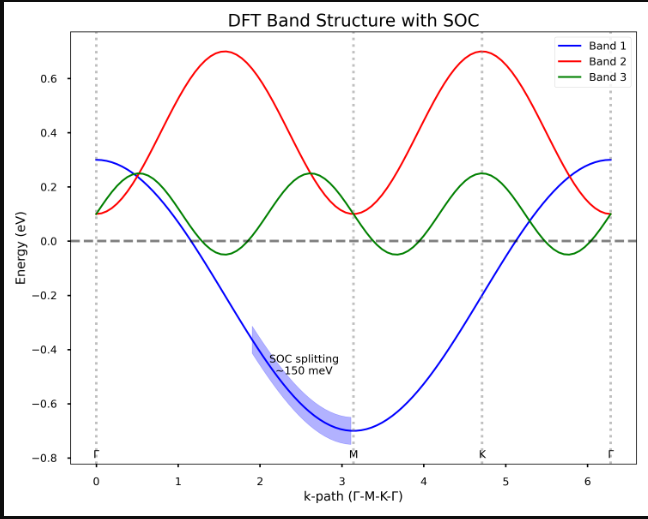 DFT Band Structure with SOC
Band 1
Band 2
Band 3
0.6
0.4
0.2
0.0
−0.2
−0.4
−0.6
−0.8
Energy (eV)
SOC splitting
~150 meV
Γ
M
K
Γ
0
1
2
3
4
5
6
k-path (Γ-M-K-Γ)